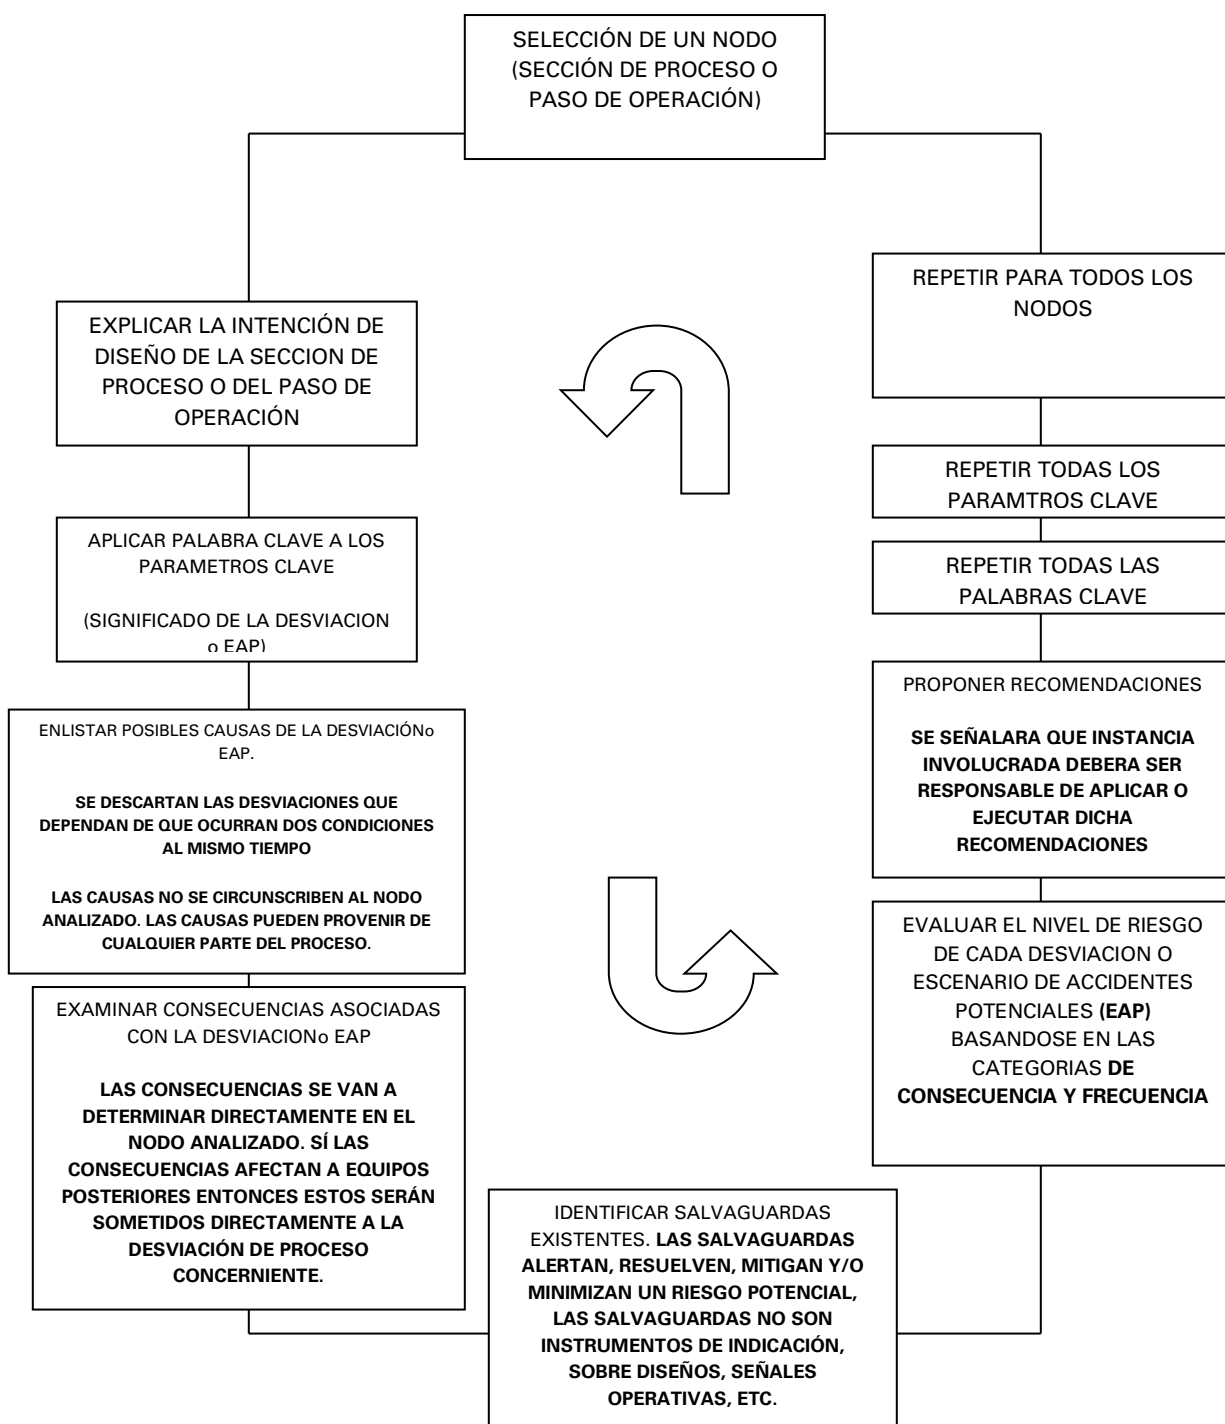 SELECCIÓN DE UN NODO
(SECCIÓN DE PROCESO O
PASO DE OPERACIÓN)
EXPLICAR LA INTENCIÓN DE
DISEÑO DE LA SECCION DE
PROCESO O DEL PASO DE
OPERACIÓN
APLICAR PALABRA CLAVE A LOS
PARAMETROS CLAVE
(SIGNIFICADO DE LA DESVIACION
o EAP)
ENLISTAR POSIBLES CAUSAS DE LA DESVIACIÓNo
EAP.
SE DESCARTAN LAS DESVIACIONES QUE
DEPENDAN DE QUE OCURRAN DOS CONDICIONES
AL MISMO TIEMPO
LAS CAUSAS NO SE CIRCUNSCRIBEN AL NODO
ANALIZADO. LAS CAUSAS PUEDEN PROVENIR DE
CUALQUIER PARTE DEL PROCESO.
EXAMINAR CONSECUENCIAS ASOCIADAS
CON LA DESVIACIONo EAP
LAS CONSECUENCIAS SE VAN A
DETERMINAR DIRECTAMENTE EN EL
NODO ANALIZADO. SÍ LAS
CONSECUENCIAS AFECTAN A EQUIPOS
POSTERIORES ENTONCES ESTOS SERÁN
SOMETIDOS DIRECTAMENTE A LA
DESVIACIÓN DE PROCESO
CONCERNIENTE.
IDENTIFICAR SALVAGUARDAS
EXISTENTES. LAS SALVAGUARDAS
ALERTAN, RESUELVEN, MITIGAN Y/O
MINIMIZAN UN RIESGO POTENCIAL,
LAS SALVAGUARDAS NO SON
INSTRUMENTOS DE INDICACIÓN,
SOBRE DISEÑOS, SEÑALES
OPERATIVAS, ETC.
EVALUAR EL NIVEL DE RIESGO
DE CADA DESVIACION O
ESCENARIO DE ACCIDENTES
POTENCIALES (EAP)
BASANDOSE EN LAS
CATEGORIAS DE
CONSECUENCIA Y FRECUENCIA
PROPONER RECOMENDACIONES
SE SEÑALARA QUE INSTANCIA
INVOLUCRADA DEBERA SER
RESPONSABLE DE APLICAR O
EJECUTAR DICHA
RECOMENDACIONES
REPETIR TODAS LAS
PALABRAS CLAVE
REPETIR TODAS LOS
PARAMTROS CLAVE
REPETIR PARA TODOS LOS
NODOS